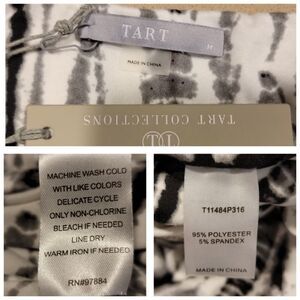 TART
M
MADE IN CHINA
TART COLLECTIONS
MACHINE WASH COLD
WITH LIKE COLORS
DELICATE CYCLE
ONLY NON-CHLORINE
BLEACH IF NEEDED
LINE DRY
WARM IRON IF NEEDED
RN#97884
T11484P316
95% POLYESTER
5% SPANDEX
MADE IN CHINA